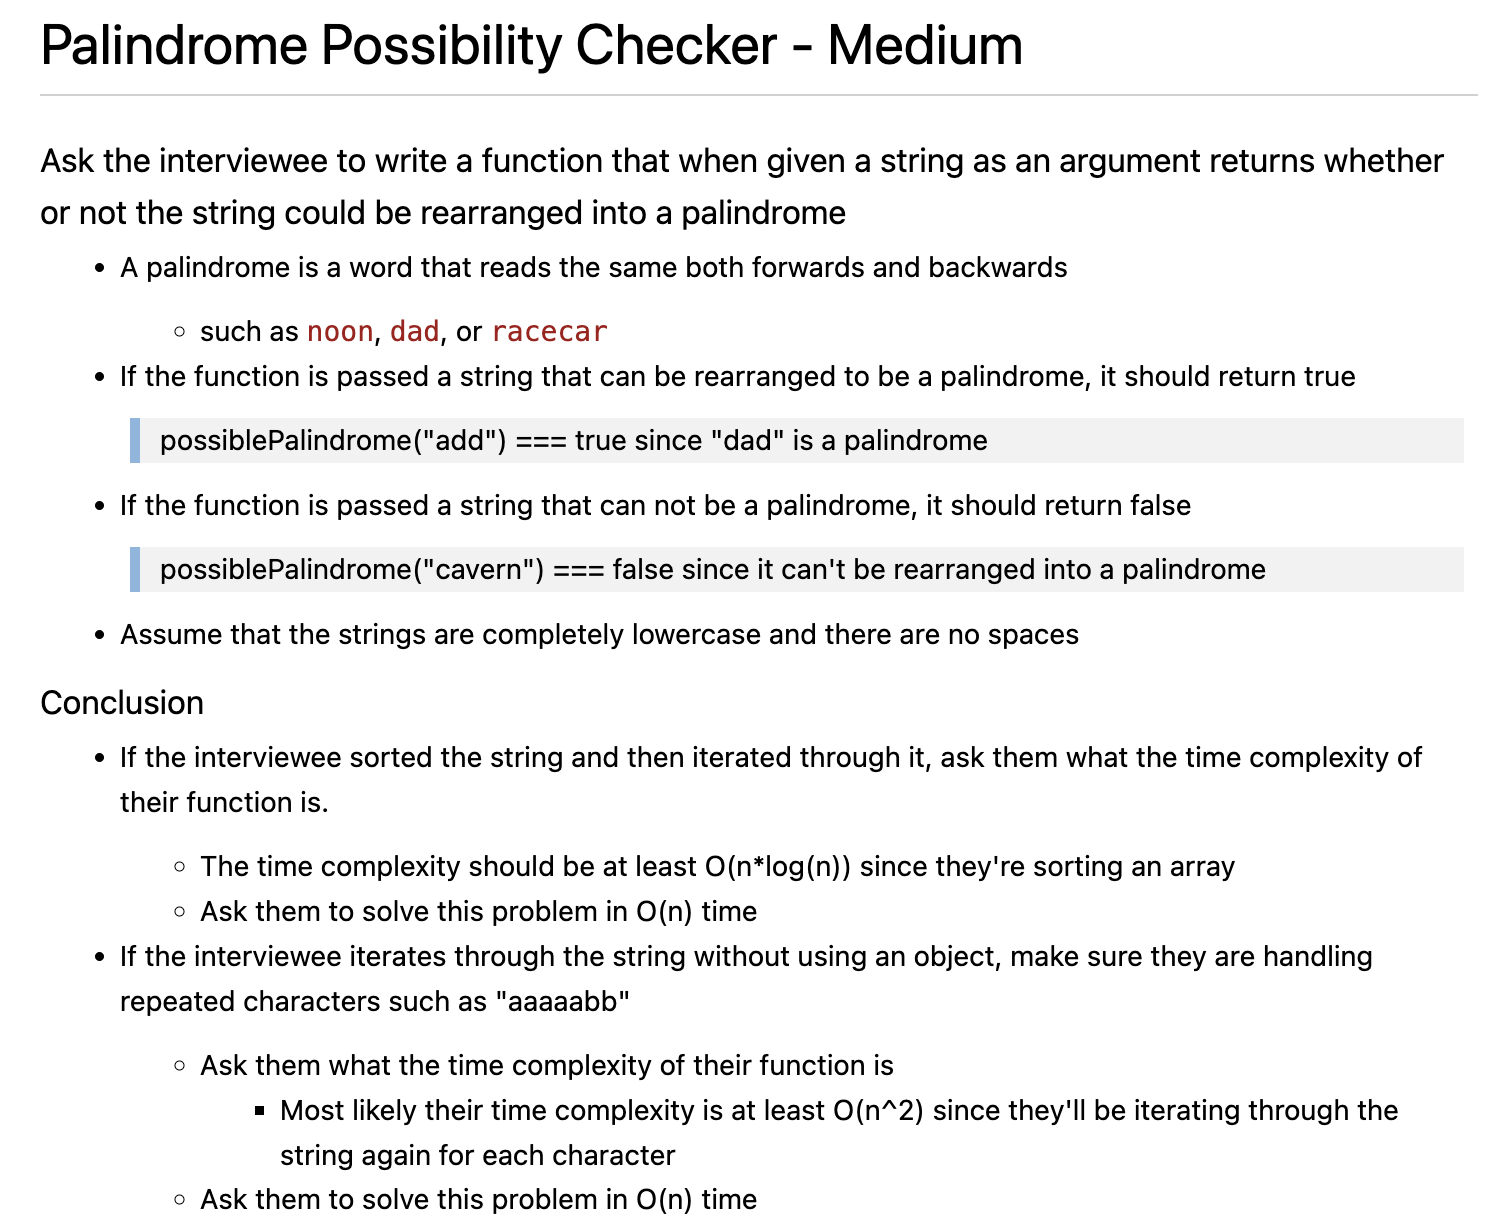 Palindrome Possibility Checker - Medium
Ask the interviewee to write a function that when given a string as an argument returns whether
or not the string could be rearranged into a palindrome
• A palindrome is a word that reads the same both forwards and backwards
◦ such as noon, dad, or racecar
• If the function is passed a string that can be rearranged to be a palindrome, it should return true
possiblePalindrome("add") === true since "dad" is a palindrome
• If the function is passed a string that can not be a palindrome, it should return false
possiblePalindrome("cavern") === false since it can't be rearranged into a palindrome
• Assume that the strings are completely lowercase and there are no spaces
Conclusion
• If the interviewee sorted the string and then iterated through it, ask them what the time complexity of
their function is.
◦ The time complexity should be at least O(n*log(n)) since they're sorting an array
◦ Ask them to solve this problem in O(n) time
• If the interviewee iterates through the string without using an object, make sure they are handling
repeated characters such as "aaaaabb"
◦ Ask them what the time complexity of their function is
▪ Most likely their time complexity is at least O(n^2) since they'll be iterating through the
string again for each character
◦ Ask them to solve this problem in O(n) time